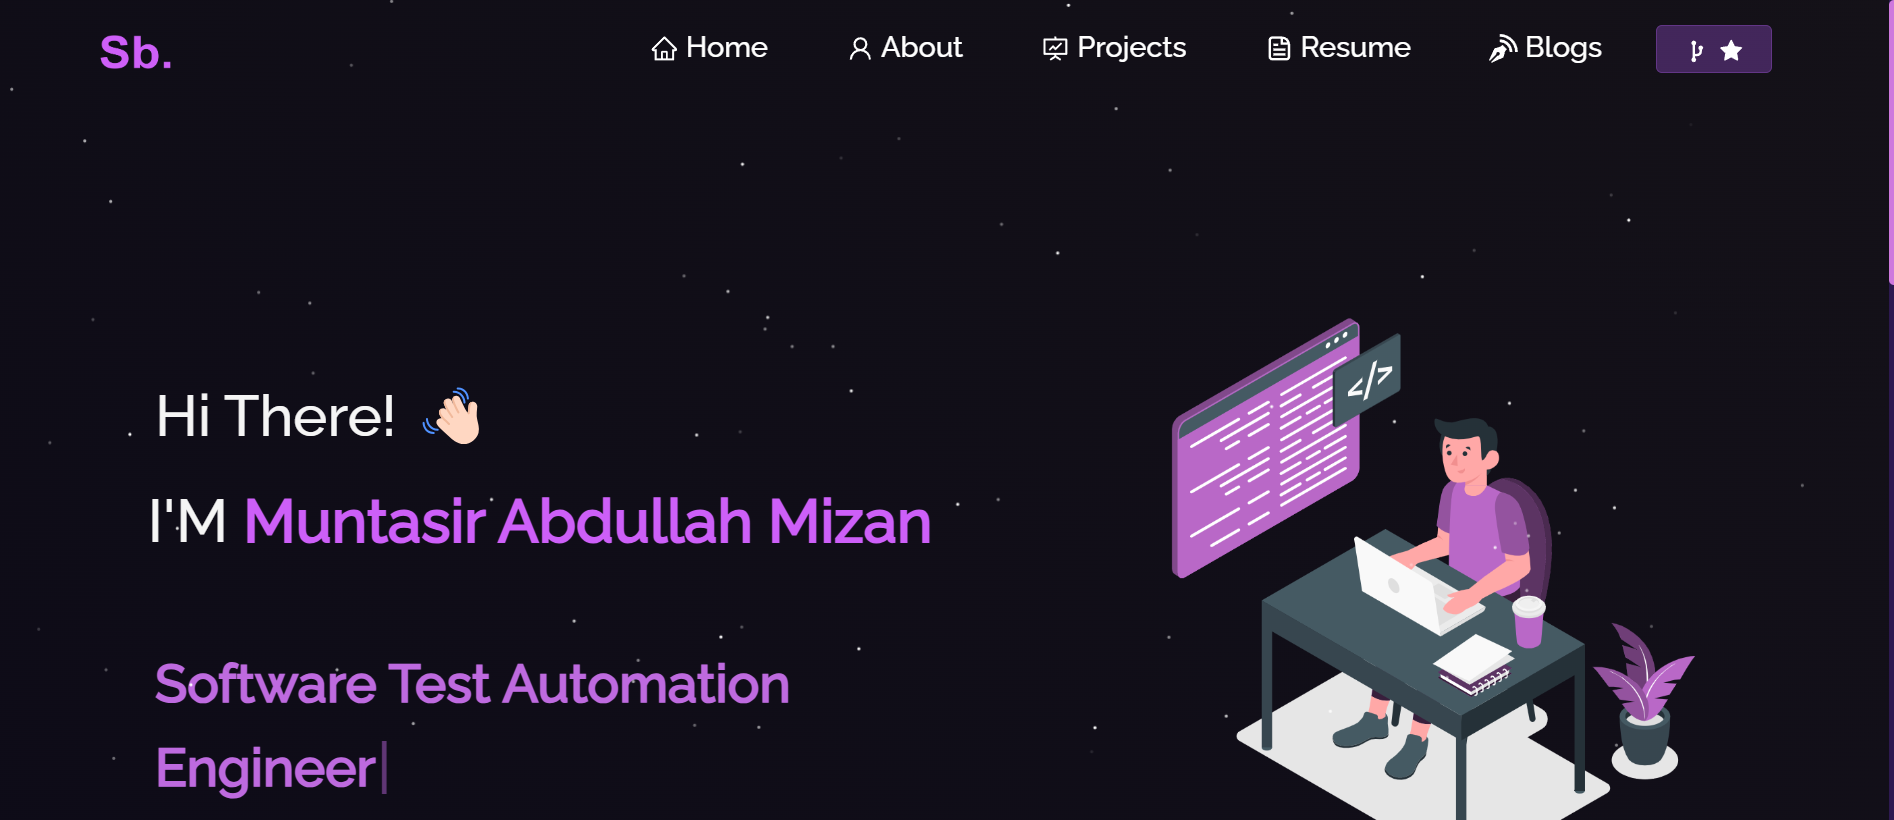 Sb.
Home
About
Projects
Resume
Blogs
Hi There!
I'M Muntasir Abdullah Mizan
</>
Software Test Automation
Engineer